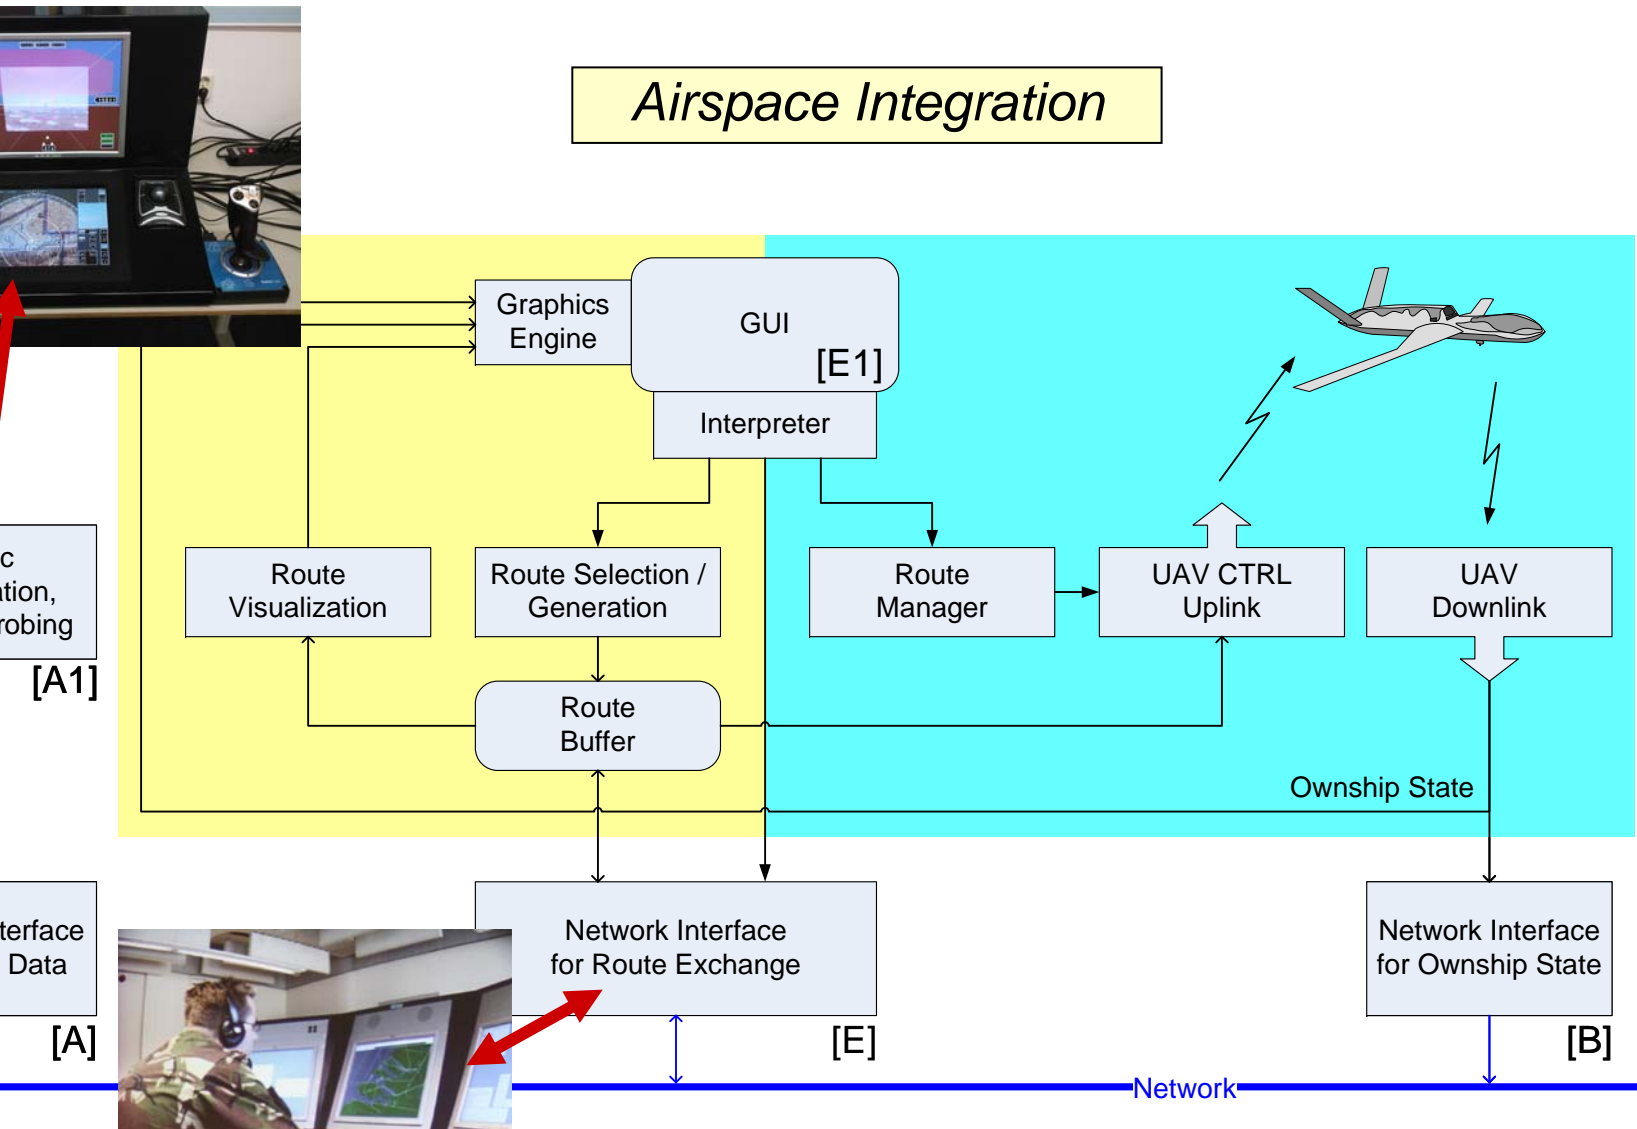 Airspace Integration
Graphics
Engine
GUI
[E1]
Interpreter
Route
Visualization
Route Selection /
Generation
Route
Manager
UAV CTRL
Uplink
UAV
Downlink
[A1]
Route
Buffer
Ownship State
Data
[A]
Network Interface
for Route Exchange
[E]
Network Interface
for Ownship State
[B]
Network